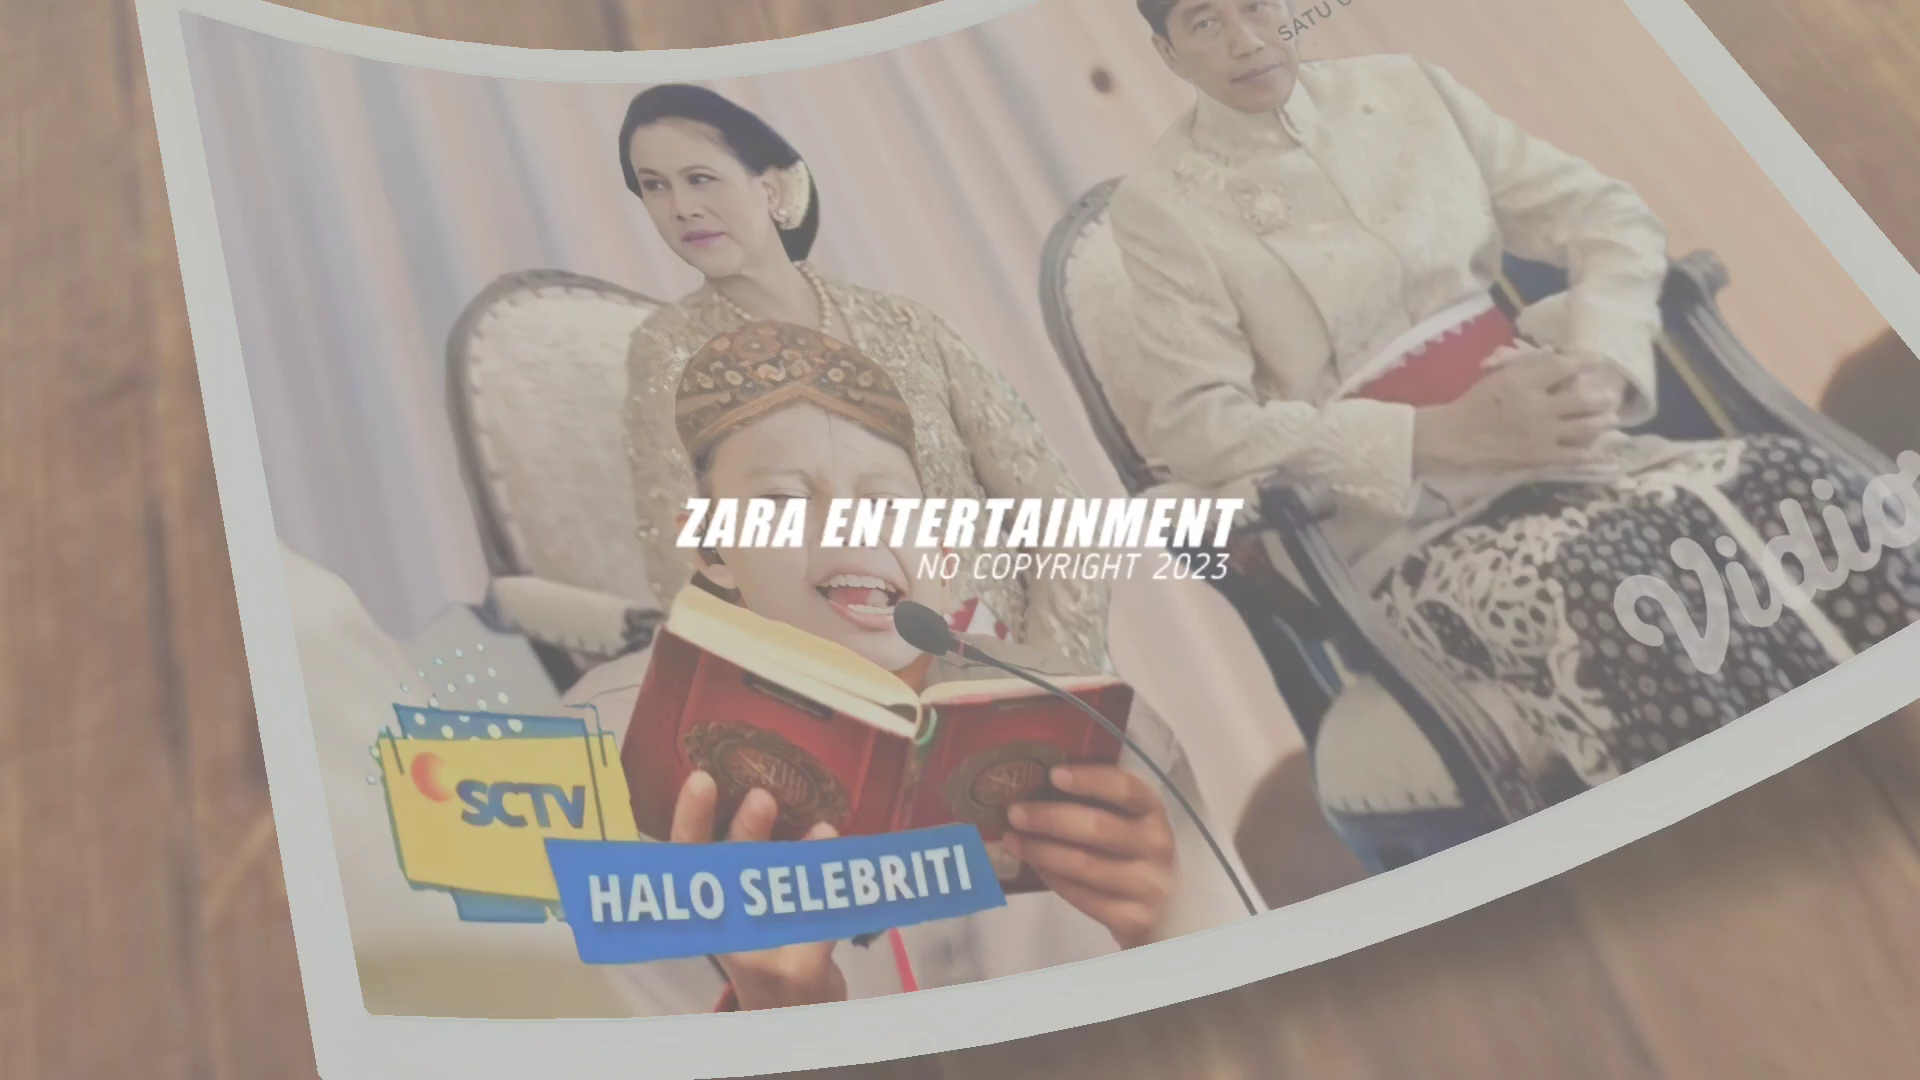 SATU
ZARA ENTERTAINMENT
NO COPYRIGHT 2023
Vidio
SCTV
HALO SELEBRITI